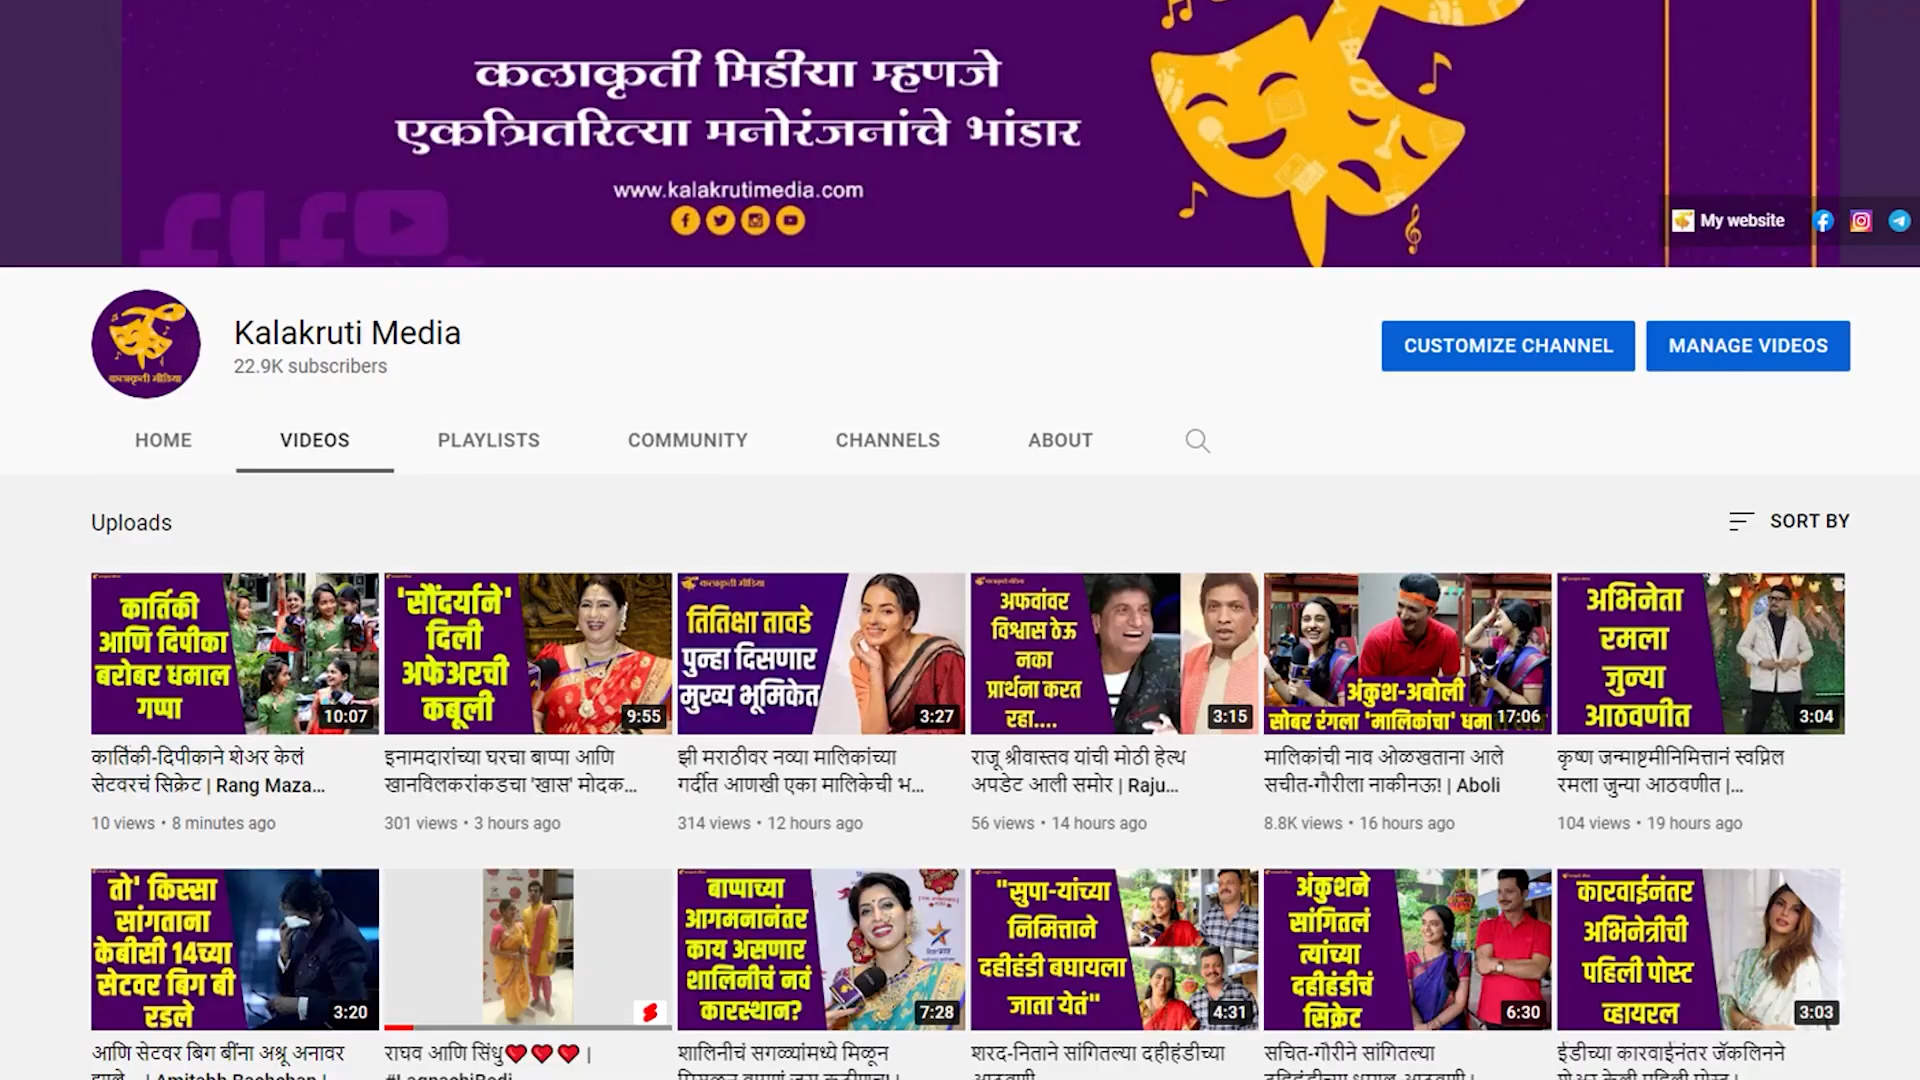 कलाकृती मिडीया म्हणजे
एकत्रितरित्या मनोरंजनांचे भांडार
www.kalakrutimedia.com
My website
कलाकृती मीडिया
Kalakruti Media
22.9K subscribers
CUSTOMIZE CHANNEL
MANAGE VIDEOS
HOME
VIDEOS
PLAYLISTS
COMMUNITY
CHANNELS
ABOUT
Uploads
SORT BY
कार्तिकी
आणि दिपीका
बरोबर धमाल
गप्पा
10:07
कार्तिकी-दिपीकाने शेअर केलं
सेटवरचं सिक्रेट | Rang Maza...
10 views • 8 minutes ago
'सौंदर्याने'
दिली
अफेअरची
कबूली
9:55
इनामदारांच्या घरचा बाप्पा आणि
खानविलकरांकडचा 'खास' मोदक...
301 views • 3 hours ago
कलाकृती मीडिया
तितिक्षा तावडे
पुन्हा दिसणार
मुख्य भूमिकेत
3:27
झी मराठीवर नव्या मालिकांच्या
गर्दीत आणखी एका मालिकेची भ...
314 views • 12 hours ago
कलाकृती मीडिया
अफवांवर
विश्वास ठेऊ
नका
प्रार्थना करत
रहा....
3:15
राजू श्रीवास्तव यांची मोठी हेल्थ
अपडेट आली समोर | Raju...
56 views • 14 hours ago
अंकुश-अबोली
सोबर रंगला 'मालिकांचा'
17:06
मालिकांची नाव ओळखताना आले
सचीत-गौरीला नाकीनऊ! | Aboli
8.8K views • 16 hours ago
अभिनेता
रमला
जुन्या
आठवणीत
3:04
कृष्ण जन्माष्टमीनिमित्तानं स्वप्निल
रमला जुन्या आठवणीत |...
104 views • 19 hours ago
तो' किस्सा
सांगताना
केबीसी 14च्या
सेटवर बिग बी
रडले
3:20
आणि सेटवर बिग बींना अश्रू अनावर
राघव आणि सिंधु❤❤❤ |
बाप्पाच्या
आगमनानंतर
काय असणार
शालिनीचं नवं
कारस्थान?
7:28
शालिनीचं सगळ्यांमध्ये मिळून
"सुपा-यांच्या
निमित्ताने
दहीहंडी बघायला
जाता येतं"
4:31
शरद-निताने सांगितल्या दहीहंडीच्या
अंकुशने
सांगितलं
त्यांच्या
दहीहंडीचं
सिक्रेट
6:30
सचित-गौरीने सांगितल्या
कारवाईनंतर
अभिनेत्रीची
पहिली पोस्ट
व्हायरल
3:03
ईडीच्या कारवाईनंतर जॅकलिनने